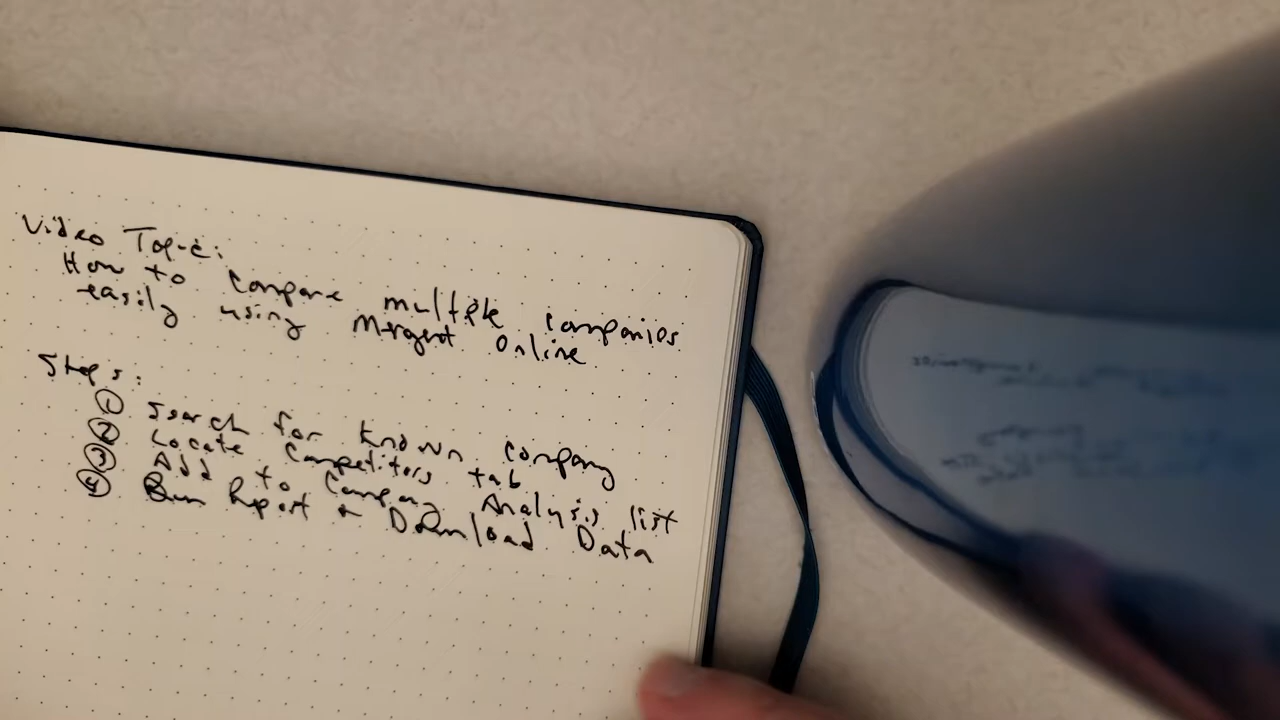 Video Topic:
How to compare multiple companies
easily using Mergent Online
Steps:
① Search for known company
② Locate Competitors tab
③ Add to Company Analysis list
④ Run Report + Download Data